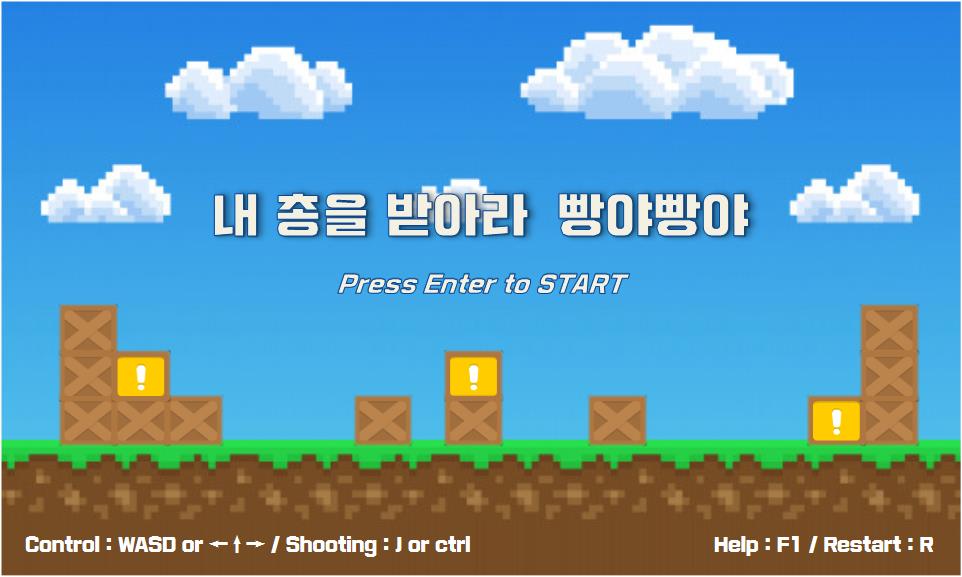 내 총을 받아라 빵야빵야
Press Enter to START
!
!
!
Control : WASD or ←↑→ / Shooting : J or ctrl
Help : F1 / Restart : R